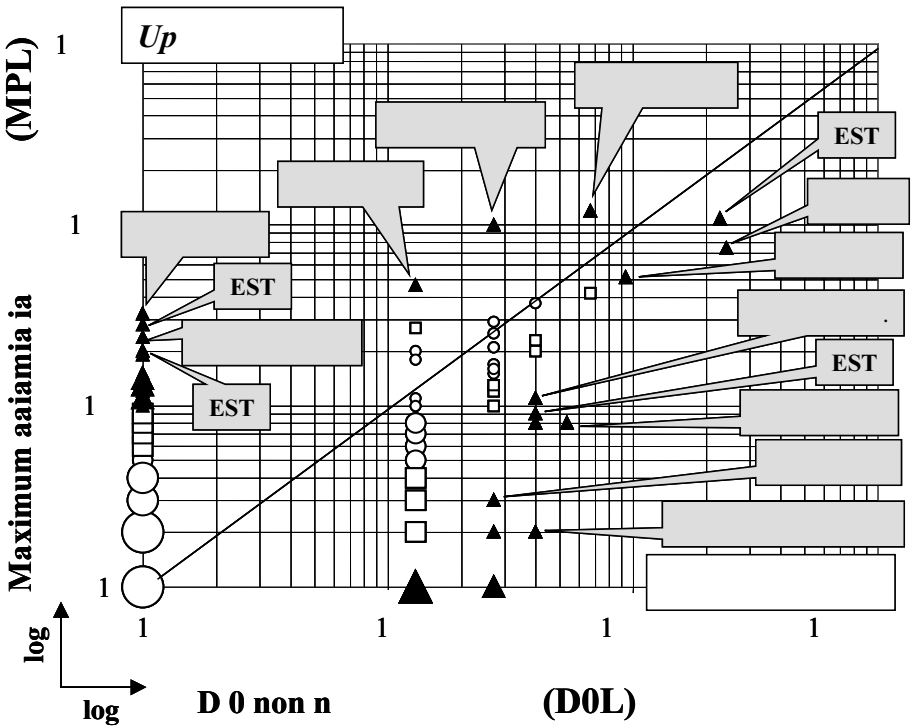 Up
1
(MPL)
EST
1
EST
EST
1
EST
Maximum aaiamia ia
1
1 1 1 1
log
log
D 0 non n (D0L)